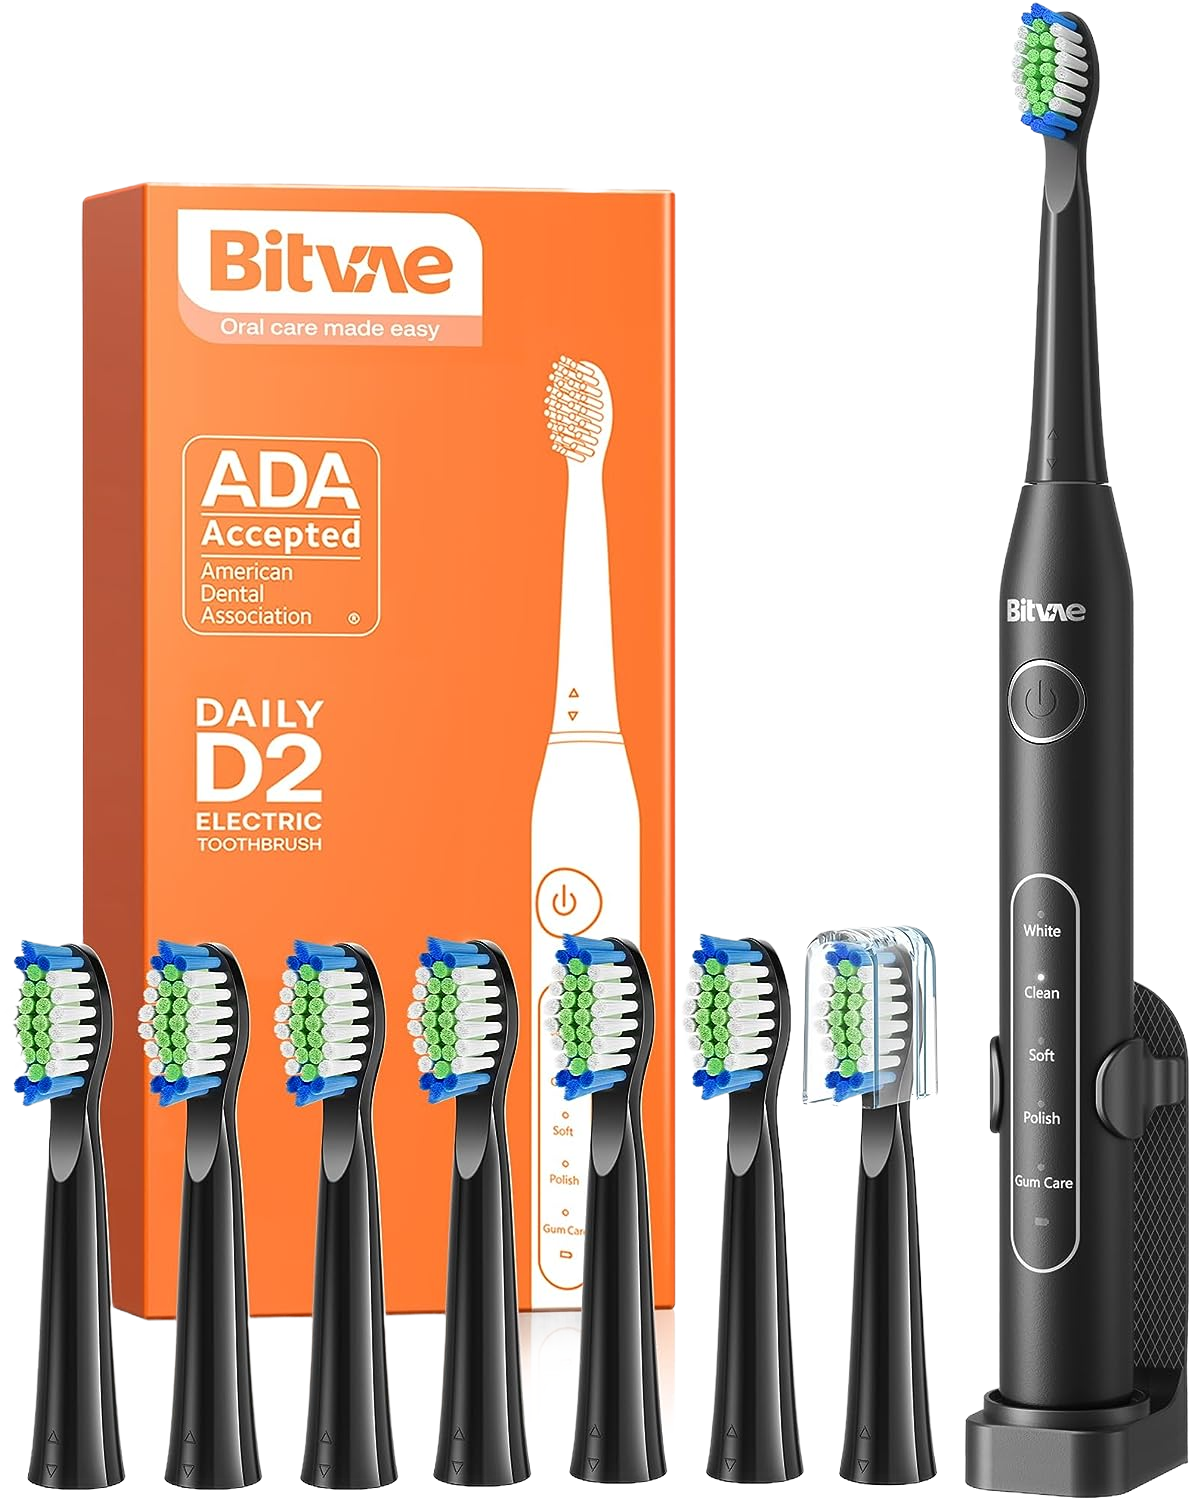 Bitvae
Oral care made easy
ADA
Accepted
American
Dental
Association ®
DAILY
D2
ELECTRIC
TOOTHBRUSH
Soft
Polish
Gum Care
Bitvae
White
Clean
Soft
Polish
Gum Care